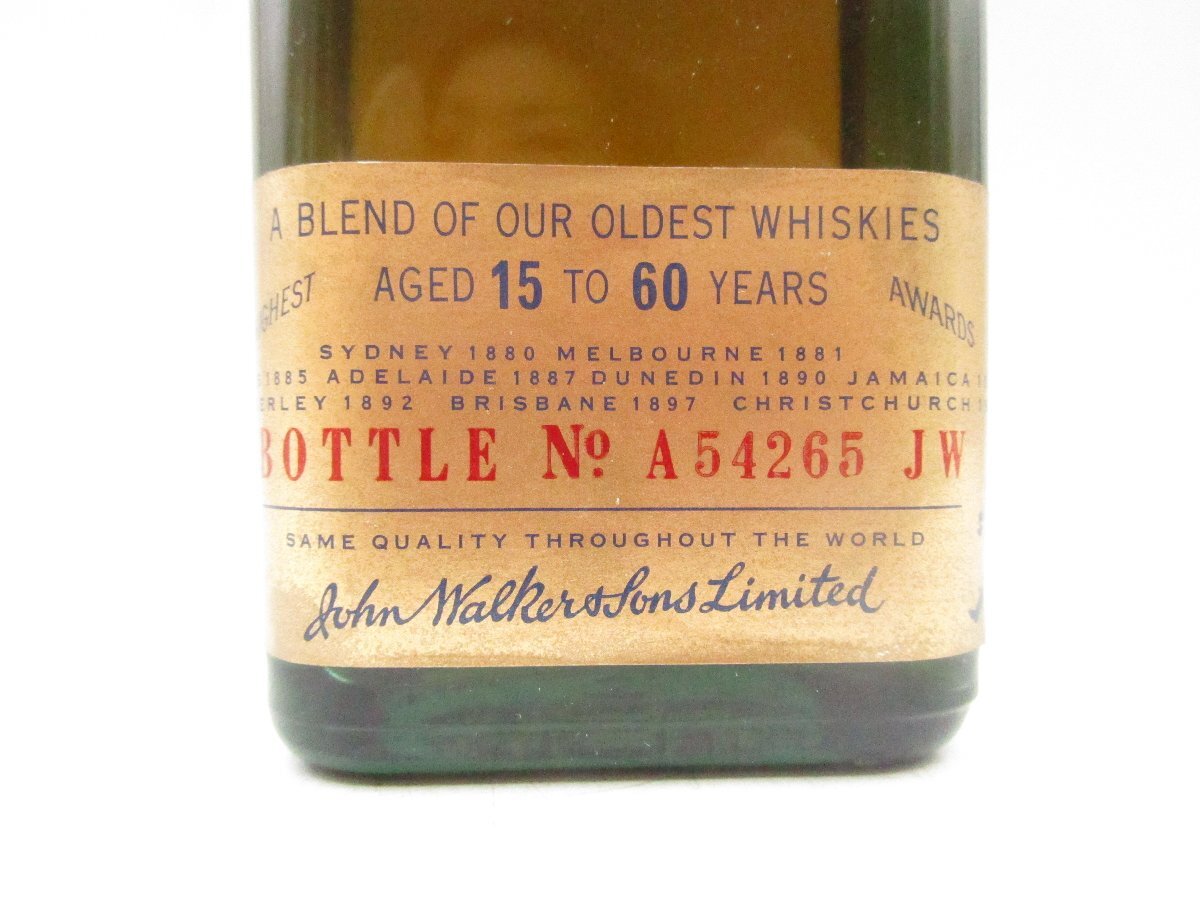 A BLEND OF OUR OLDEST WHISKIES
AGED 15 TO 60 YEARS
AWARDS
SYDNEY 1880 MELBOURNE 1881
1885 ADELAIDE 1887 DUNEDIN 1890 JAMAICA
1892 BRISBANE 1897 CHRISTCHURCH
BOTTLE No A54265 JW
SAME QUALITY THROUGHOUT THE WORLD
John Walker & Sons Limited